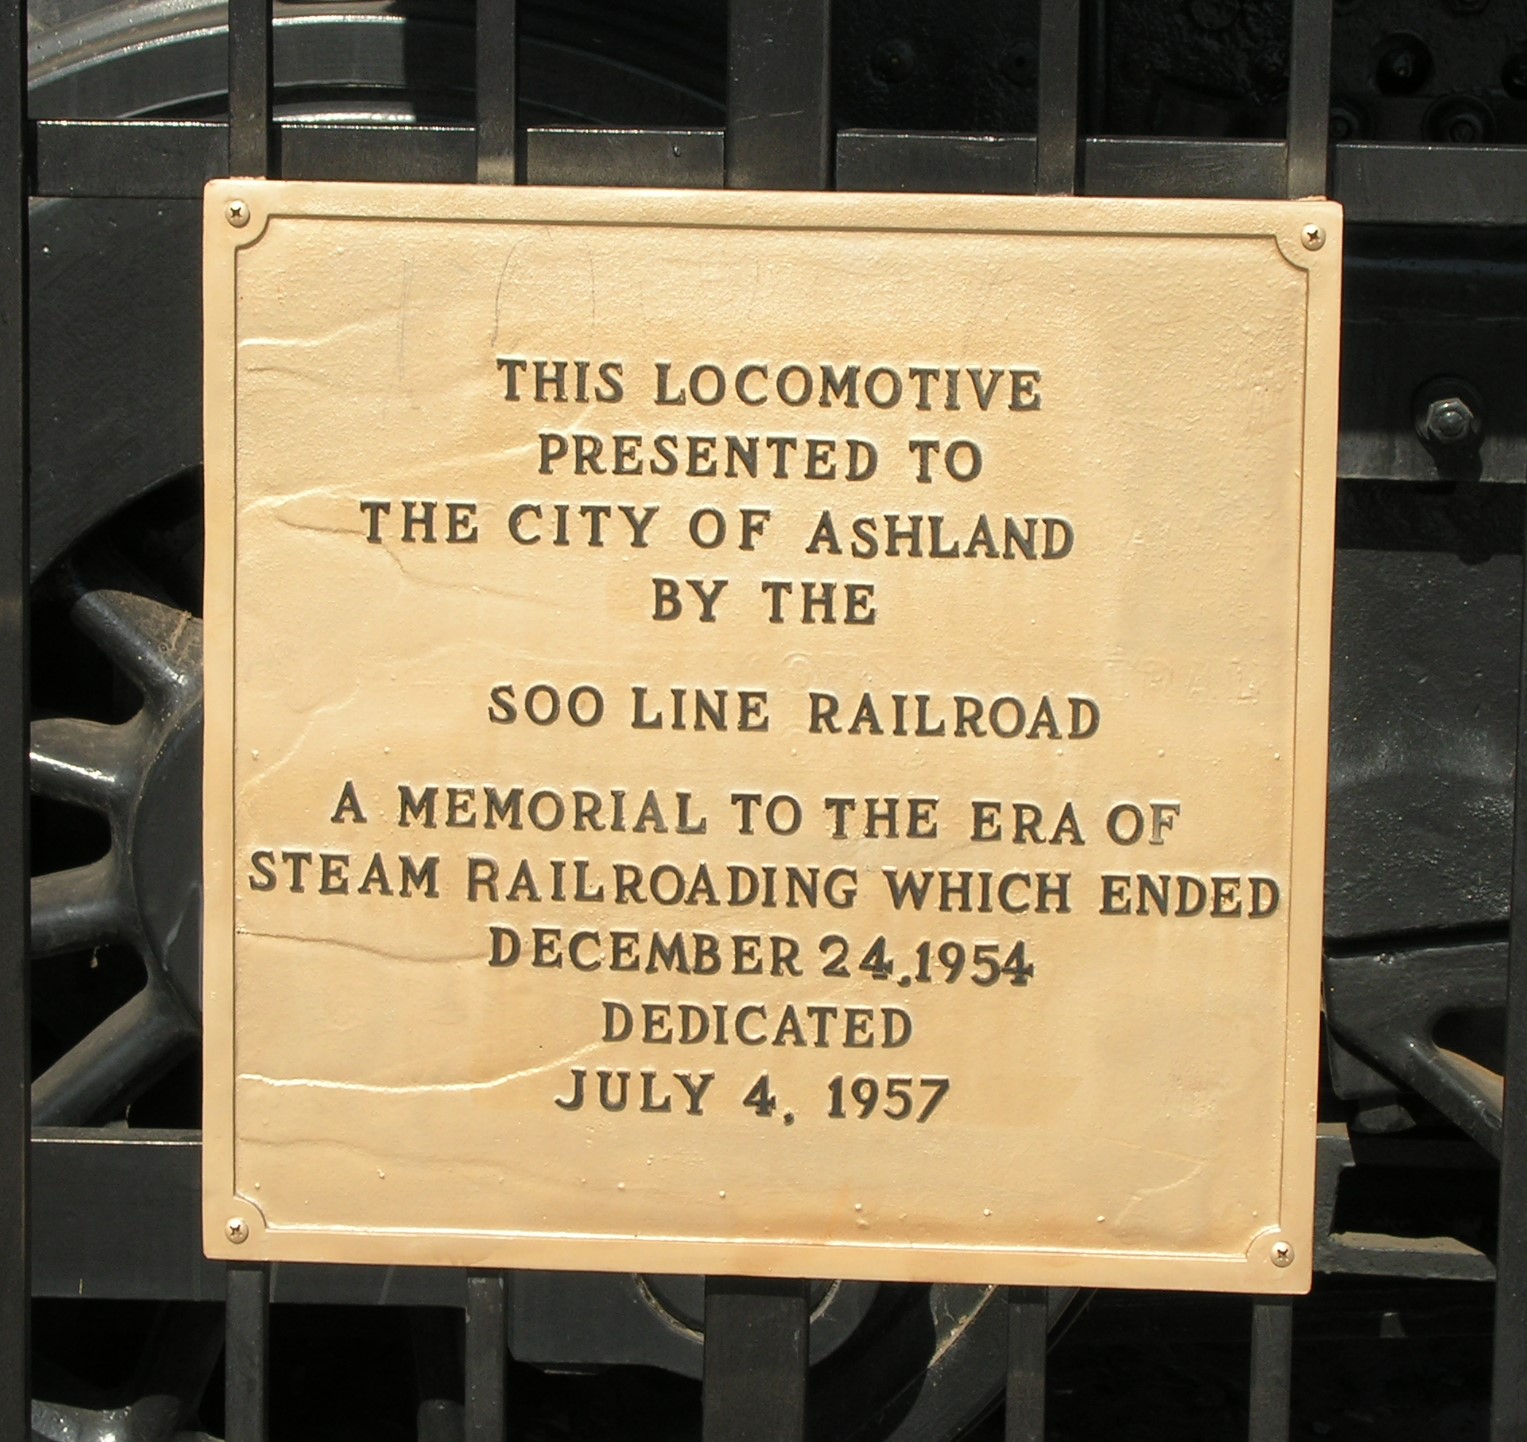 THIS LOCOMOTIVE
PRESENTED TO
THE CITY OF ASHLAND
BY THE
SOO LINE RAILROAD
A MEMORIAL TO THE ERA OF
STEAM RAILROADING WHICH ENDED
DECEMBER 24,1954
DEDICATED
JULY 4, 1957